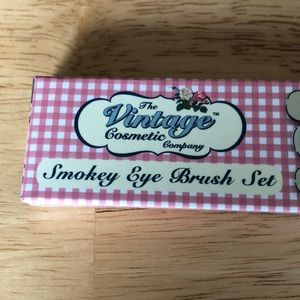 The
Vintage™
Cosmetic
Company
Smokey Eye Brush Set